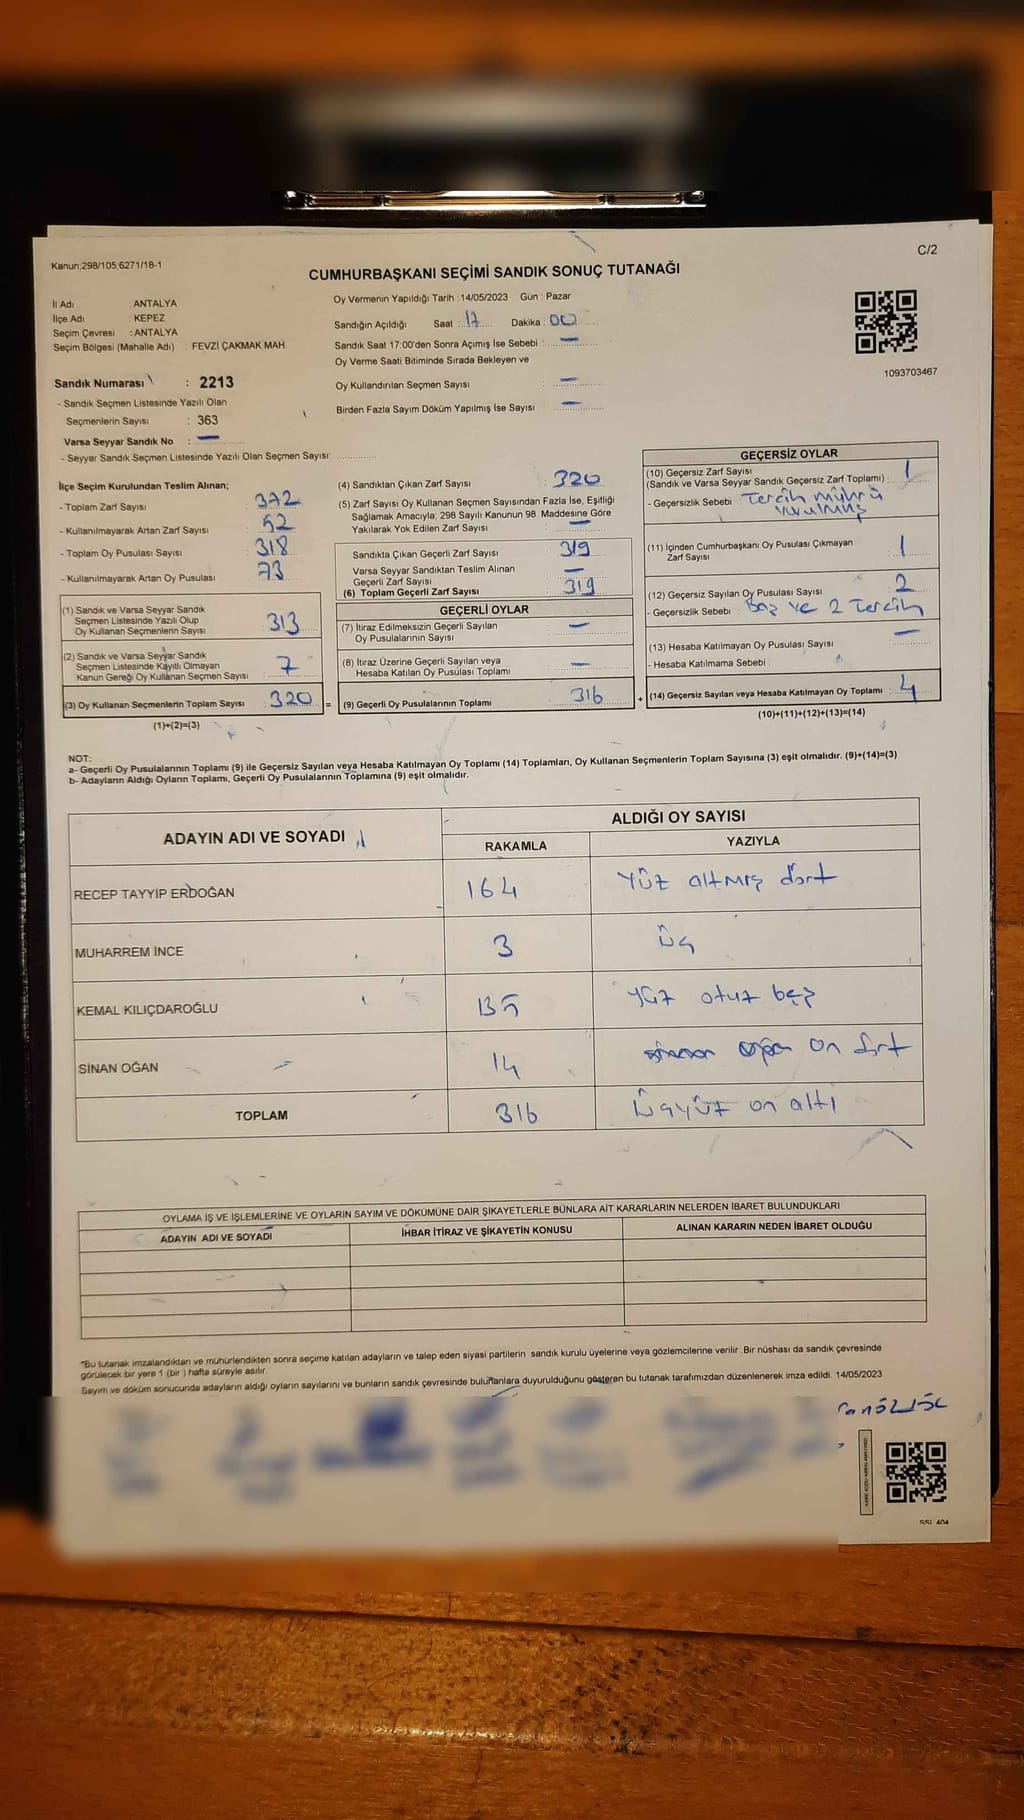 C/2
Kanun:298/105;6271/18-1
CUMHURBAŞKANI SEÇİMİ SANDIK SONUÇ TUTANAĞI
İl Adı : ANTALYA
İlçe Adı : KEPEZ
Seçim Çevresi : ANTALYA
Seçim Bölgesi (Mahalle Adı) : FEVZİ ÇAKMAK MAH.
Oy Vermenin Yapıldığı Tarih :14/05/2023 Gün : Pazar
Sandığın Açıldığı Saat : 17 Dakika : 00
Sandık Saat 17:00'den Sonra Açımış İse Sebebi : —
Oy Verme Saati Bitiminde Sırada Bekleyen ve
Oy Kullandırılan Seçmen Sayısı : —
Birden Fazla Sayım Döküm Yapılmış İse Sayısı : —
1093703467
Sandık Numarası : 2213
- Sandık Seçmen Listesinde Yazılı Olan
Seçmenlerin Sayısı : 363
Varsa Seyyar Sandık No : —
- Seyyar Sandık Seçmen Listesinde Yazılı Olan Seçmen Sayısı
İlçe Seçim Kurulundan Teslim Alınan;
- Toplam Zarf Sayısı : 372
- Kullanılmayarak Artan Zarf Sayısı : 52
- Toplam Oy Pusulası Sayısı : 318
- Kullanılmayarak Artan Oy Pusulası : 73
(1) Sandık ve Varsa Seyyar Sandık
Seçmen Listesinde Yazılı Olup
Oy Kullanan Seçmenlerin Sayısı : 313
(2) Sandık ve Varsa Seyyar Sandık
Seçmen Listesinde Kayıtlı Olmayan
Kanun Gereği Oy Kullanan Seçmen Sayısı : 7
(3) Oy Kullanan Seçmenlerin Toplam Sayısı : 320 =
(1)+(2)=(3)
(4) Sandıktan Çıkan Zarf Sayısı : 320
(5) Zarf Sayısı Oy Kullanan Seçmen Sayısından Fazla İse, Eşitliği
Sağlamak Amacıyla, 298 Sayılı Kanunun 98. Maddesine Göre
Yakılarak Yok Edilen Zarf Sayısı : —
Sandıkta Çıkan Geçerli Zarf Sayısı : 319
Varsa Seyyar Sandıktan Teslim Alınan
Geçerli Zarf Sayısı : —
(6) Toplam Geçerli Zarf Sayısı : 319
GEÇERLİ OYLAR
(7) İtiraz Edilmeksizin Geçerli Sayılan
Oy Pusulalarının Sayısı : —
(8) İtiraz Üzerine Geçerli Sayılan veya
Hesaba Katılan Oy Pusulası Toplamı : —
(9) Geçerli Oy Pusulalarının Toplamı : 316 +
GEÇERSİZ OYLAR
(10) Geçersiz Zarf Sayısı
(Sandık ve Varsa Seyyar Sandık Geçersiz Zarf Toplamı) : 1
- Geçersizlik Sebebi : Tercih mührü
vurulmuş
(11) İçinden Cumhurbaşkanı Oy Pusulası Çıkmayan
Zarf Sayısı : 1
(12) Geçersiz Sayılan Oy Pusulası Sayısı : 2
- Geçersizlik Sebebi : Boş ve 2 Tercih
(13) Hesaba Katılmayan Oy Pusulası Sayısı : —
- Hesaba Katılmama Sebebi :
(14) Geçersiz Sayılan veya Hesaba Katılmayan Oy Toplamı : 4
(10)+(11)+(12)+(13)=(14)
NOT:
a- Geçerli Oy Pusulalarının Toplamı (9) ile Geçersiz Sayılan veya Hesaba Katılmayan Oy Toplamı (14) Toplamları, Oy Kullanan Seçmenlerin Toplam Sayısına (3) eşit olmalıdır. (9)+(14)=(3)
b- Adayların Aldığı Oyların Toplamı, Geçerli Oy Pusulalarının Toplamına (9) eşit olmalıdır.
ADAYIN ADI VE SOYADI
ALDIĞI OY SAYISI
RAKAMLA YAZIYLA
RECEP TAYYİP ERDOĞAN 164 Yüz altmış dört
MUHARREM İNCE 3 üç
KEMAL KILIÇDAROĞLU 135 yüz otuz beş
SİNAN OĞAN 14 on dört
TOPLAM 316 Üçyüz on altı
OYLAMA İŞ VE İŞLEMLERİNE VE OYLARIN SAYIM VE DÖKÜMÜNE DAİR ŞİKAYETLERLE BUNLARA AİT KARARLARIN NELERDEN İBARET BULUNDUKLARI
ADAYIN ADI VE SOYADI İHBAR İTİRAZ VE ŞİKAYETİN KONUSU ALINAN KARARIN NEDEN İBARET OLDUĞU
*Bu tutanak imzalandıktan ve mühürlendikten sonra seçime katılan adayların ve talep eden siyasi partilerin sandık kurulu üyelerine veya gözlemcilerine verilir. Bir nüshası da sandık çevresinde
görülecek bir yere 1 (bir ) hafta süreyle asılır.
Sayım ve döküm sonucunda adayların aldığı oyların sayılarını ve bunların sandık çevresinde bulunanlara duyurulduğunu gösteren bu tutanak tarafımızdan düzenlenerek imza edildi. 14/05/2023